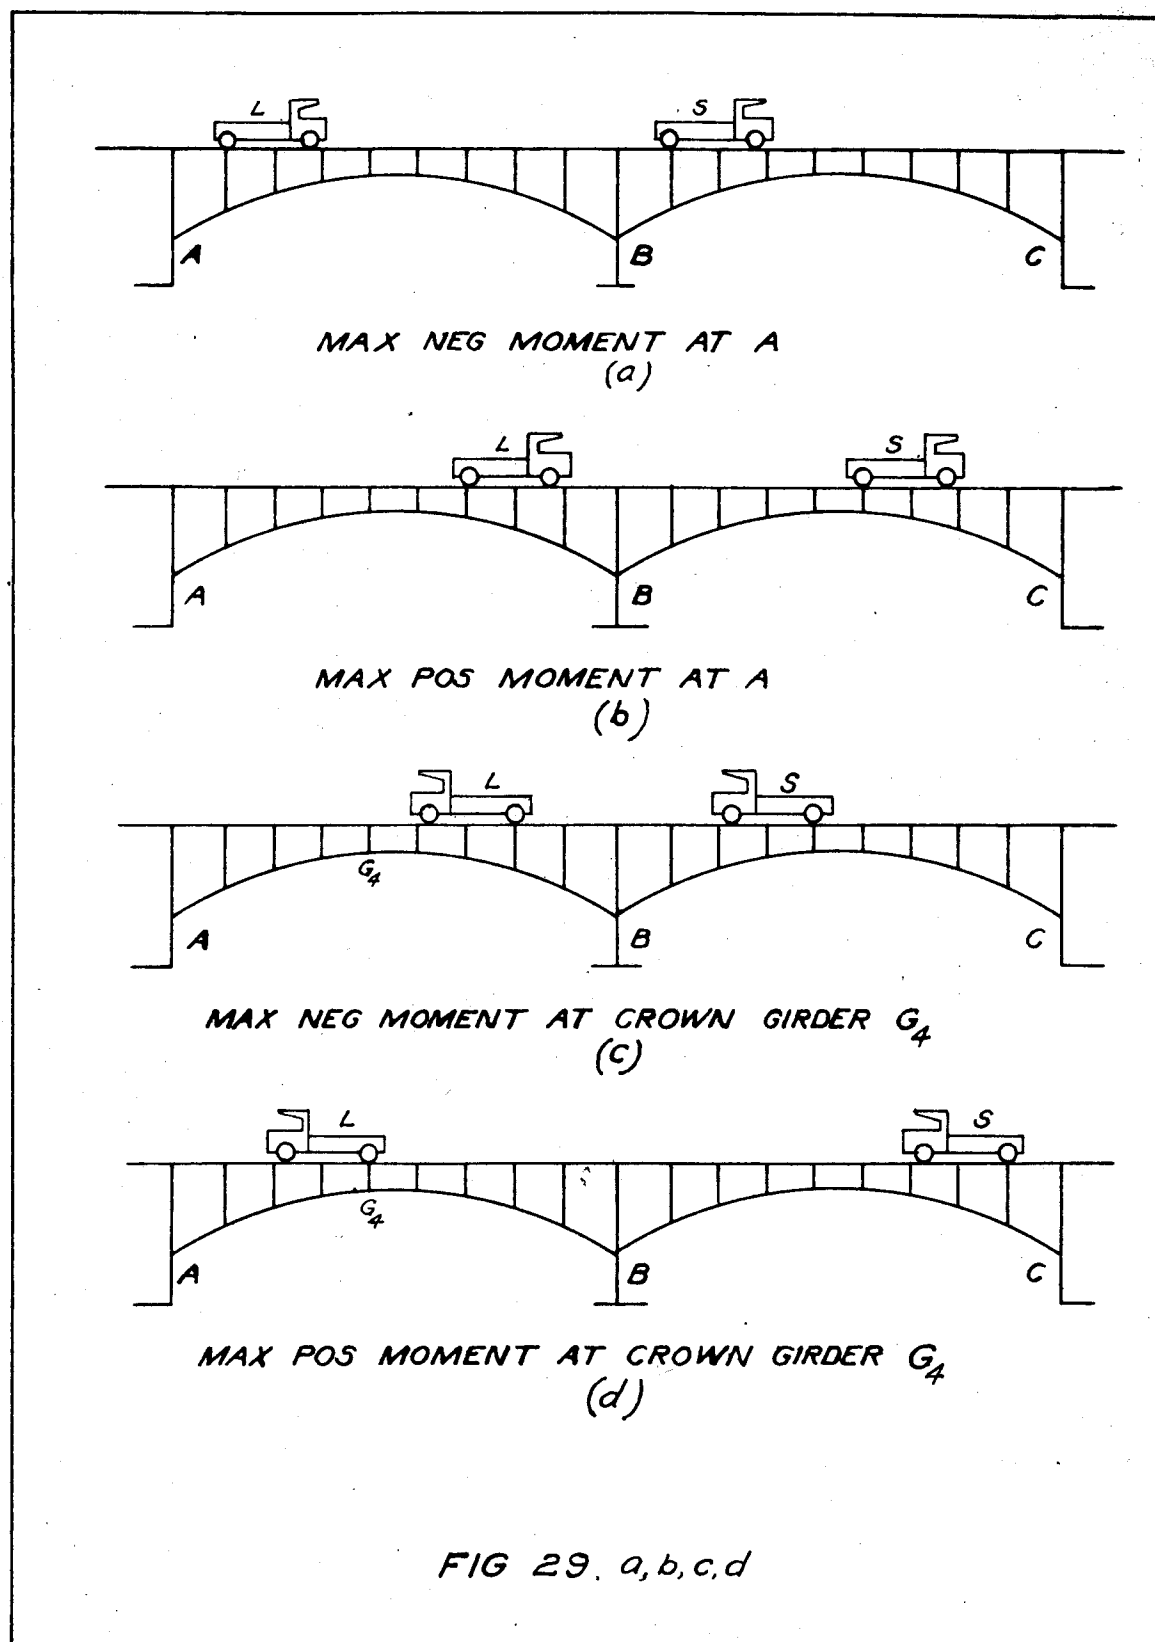 L S
A B C
MAX NEG MOMENT AT A
(a)
L S
A B C
MAX POS MOMENT AT A
(b)
L S
G4
A B C
MAX NEG MOMENT AT CROWN GIRDER G4
(c)
L S
G4
A B C
MAX POS MOMENT AT CROWN GIRDER G4
(d)
FIG 29. a,b,c,d